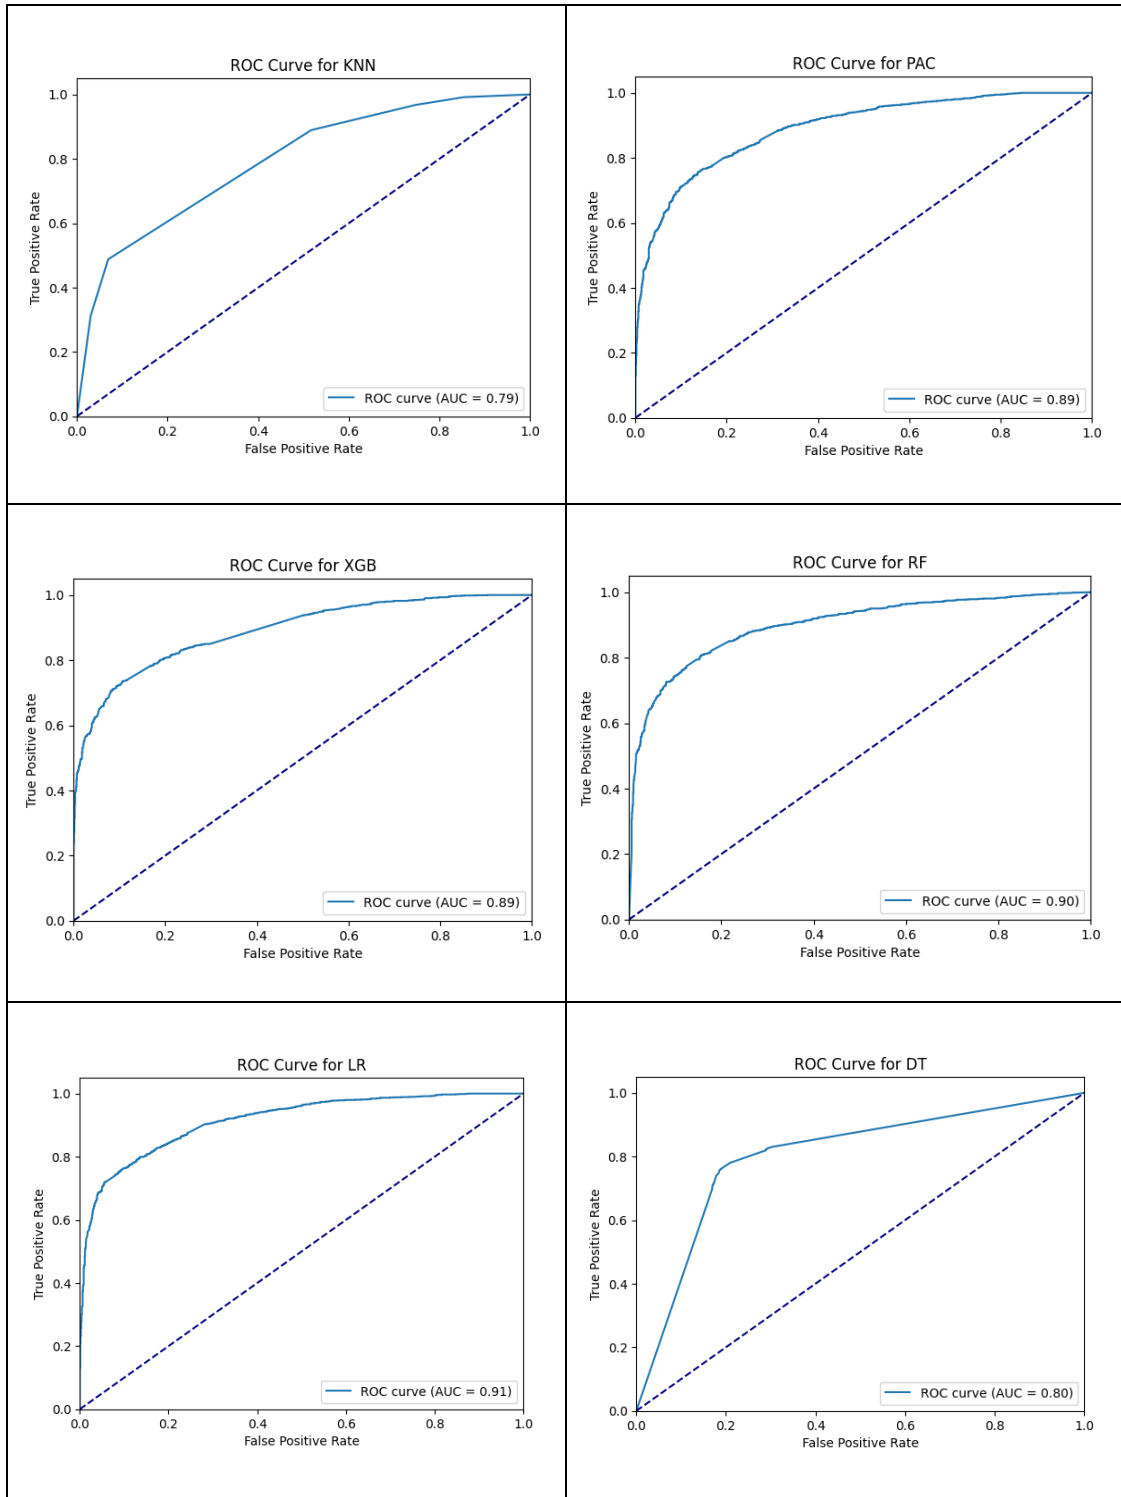 ROC Curve for KNN
1.0
0.8
0.6
0.4
0.2
0.0
True Positive Rate
ROC curve (AUC = 0.79)
0.0 0.2 0.4 0.6 0.8 1.0
False Positive Rate
ROC Curve for PAC
1.0
0.8
0.6
0.4
0.2
0.0
True Positive Rate
ROC curve (AUC = 0.89)
0.0 0.2 0.4 0.6 0.8 1.0
False Positive Rate
ROC Curve for XGB
1.0
0.8
0.6
0.4
0.2
0.0
True Positive Rate
ROC curve (AUC = 0.89)
0.0 0.2 0.4 0.6 0.8 1.0
False Positive Rate
ROC Curve for RF
1.0
0.8
0.6
0.4
0.2
0.0
True Positive Rate
ROC curve (AUC = 0.90)
0.0 0.2 0.4 0.6 0.8 1.0
False Positive Rate
ROC Curve for LR
1.0
0.8
0.6
0.4
0.2
0.0
True Positive Rate
ROC curve (AUC = 0.91)
0.0 0.2 0.4 0.6 0.8 1.0
False Positive Rate
ROC Curve for DT
1.0
0.8
0.6
0.4
0.2
0.0
True Positive Rate
ROC curve (AUC = 0.80)
0.0 0.2 0.4 0.6 0.8 1.0
False Positive Rate